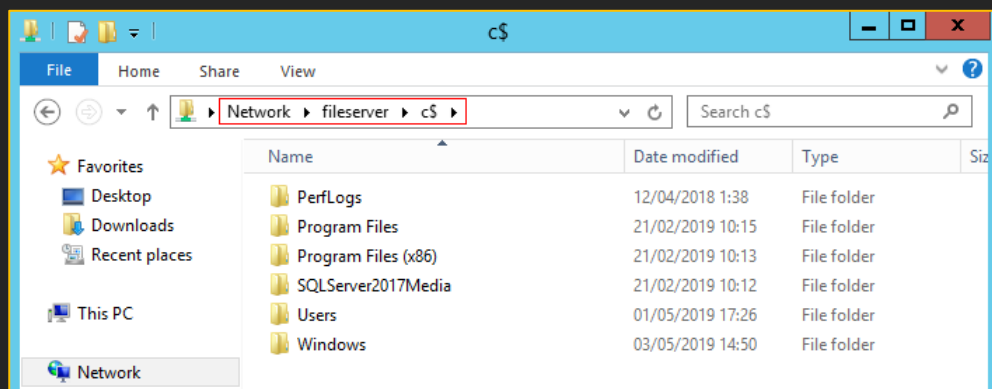 c$
File Home Share View
Network fileserver c$ Search c$
Favorites
Desktop
Downloads
Recent places
This PC
Network
Name Date modified Type Siz
PerfLogs 12/04/2018 1:38 File folder
Program Files 21/02/2019 10:15 File folder
Program Files (x86) 21/02/2019 10:13 File folder
SQLServer2017Media 21/02/2019 10:12 File folder
Users 01/05/2019 17:26 File folder
Windows 03/05/2019 14:50 File folder